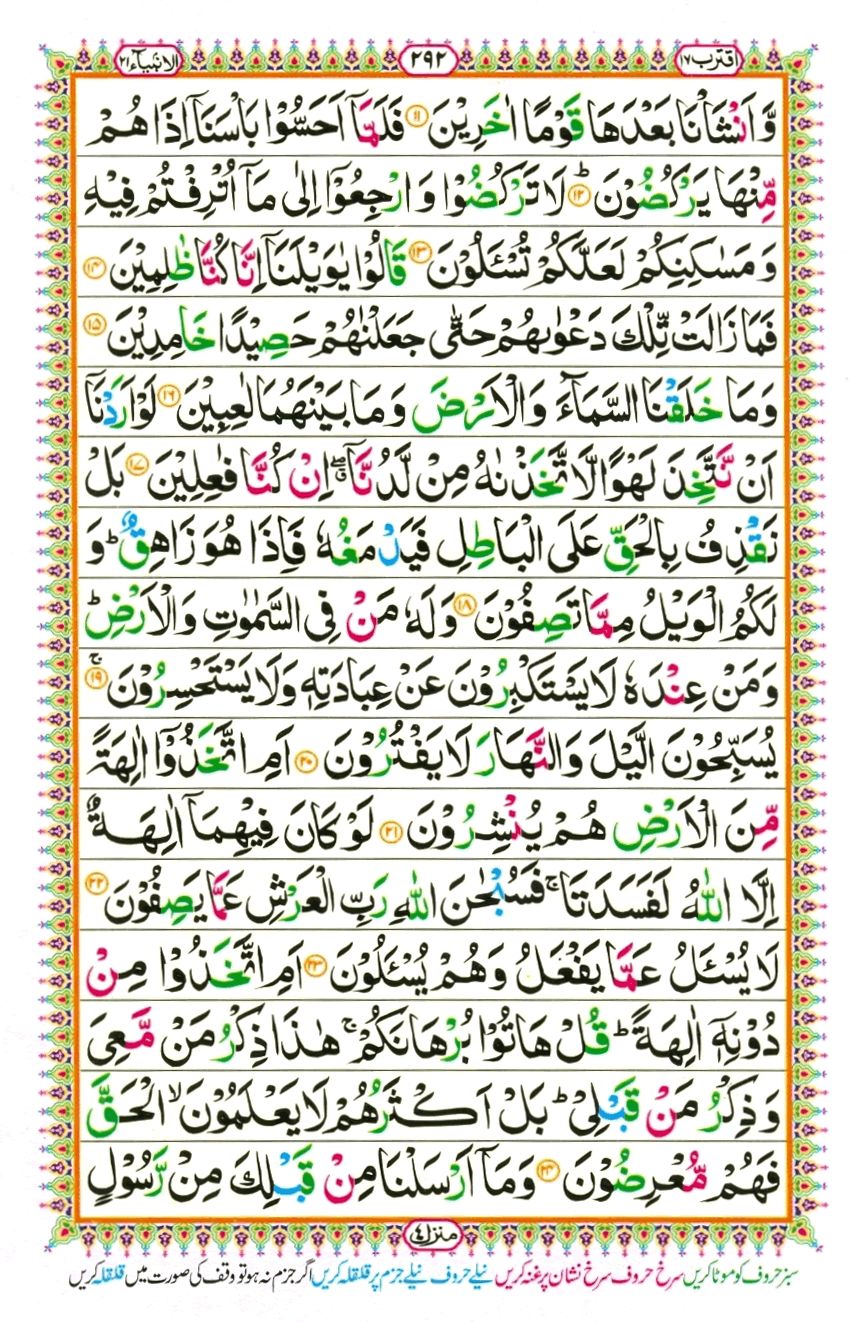 اقترب ١٧
٢٩٢
الانبياء ٢١
وَّاَنْشَاْنَا بَعْدَهَا قَوْمًا اٰخَرِيْنَ ۝١١ فَلَمَّاۤ اَحَسُّوْا بَاْسَنَاۤ اِذَا هُمْ
مِّنْهَا يَرْكُضُوْنَ ۝١٢ؕ لَا تَرْكُضُوْا وَارْجِعُوْۤا اِلٰى مَاۤ اُتْرِفْتُمْ فِيْهِ
وَمَسٰكِنِكُمْ لَعَلَّكُمْ تُسْـَٔلُوْنَ ۝١٣ قَالُوْا يٰوَيْلَنَاۤ اِنَّا كُنَّا ظٰلِمِيْنَ ۝١٤
فَمَا زَالَتْ تِّلْكَ دَعْوٰىهُمْ حَتّٰى جَعَلْنٰهُمْ حَصِيْدًا خَامِدِيْنَ ۝١٥
وَمَا خَلَقْنَا السَّمَآءَ وَالْاَرْضَ وَمَا بَيْنَهُمَا لٰعِبِيْنَ ۝١٦ لَوْ اَرَدْنَاۤ
اَنْ نَّتَّخِذَ لَهْوًا لَّاتَّخَذْنٰهُ مِنْ لَّدُنَّاۤ ۖق اِنْ كُنَّا فٰعِلِيْنَ ۝١٧ بَلْ
نَقْذِفُ بِالْحَقِّ عَلَى الْبَاطِلِ فَيَدْمَغُهٗ فَاِذَا هُوَ زَاهِقٌ ؕ وَ
لَكُمُ الْوَيْلُ مِمَّا تَصِفُوْنَ ۝١٨ وَلَهٗ مَنْ فِى السَّمٰوٰتِ وَالْاَرْضِ ؕ
وَمَنْ عِنْدَهٗ لَا يَسْتَكْبِرُوْنَ عَنْ عِبَادَتِهٖ وَلَا يَسْتَحْسِرُوْنَ ۝١٩ۚ
يُسَبِّحُوْنَ الَّيْلَ وَالنَّهَارَ لَا يَفْتُرُوْنَ ۝٢٠ اَمِ اتَّخَذُوْۤا اٰلِهَةً
مِّنَ الْاَرْضِ هُمْ يُنْشِرُوْنَ ۝٢١ لَوْ كَانَ فِيْهِمَاۤ اٰلِهَةٌ
اِلَّا اللّٰهُ لَفَسَدَتَا ۚ فَسُبْحٰنَ اللّٰهِ رَبِّ الْعَرْشِ عَمَّا يَصِفُوْنَ ۝٢٢
لَا يُسْـَٔلُ عَمَّا يَفْعَلُ وَهُمْ يُسْـَٔلُوْنَ ۝٢٣ اَمِ اتَّخَذُوْا مِنْ
دُوْنِهٖۤ اٰلِهَةً ؕ قُلْ هَاتُوْا بُرْهَانَكُمْ ۚ هٰذَا ذِكْرُ مَنْ مَّعِىَ
وَذِكْرُ مَنْ قَبْلِىْ ؕ بَلْ اَكْثَرُهُمْ لَا يَعْلَمُوْنَ ۙ الْحَقَّ
فَهُمْ مُّعْرِضُوْنَ ۝٢٤ وَمَاۤ اَرْسَلْنَا مِنْ قَبْلِكَ مِنْ رَّسُوْلٍ
منزل ٤
سبز حروف کو موٹا کریں سرخ حروف سرخ نشان پر غنہ کریں نیلے حروف نیلے جزم پر قلقلہ کریں اگر جزم نہ ہو تو وقف کی صورت میں قلقلہ کریں